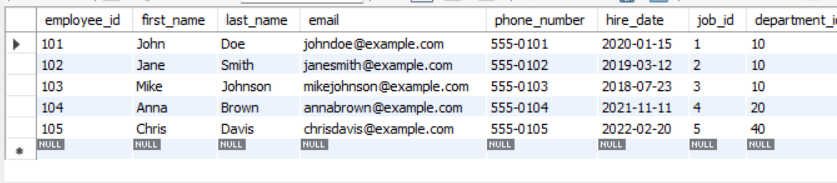 employee_id first_name last_name email phone_number hire_date job_id department_i
101 John Doe johndoe@example.com 555-0101 2020-01-15 1 10
102 Jane Smith janesmith@example.com 555-0102 2019-03-12 2 10
103 Mike Johnson mikejohnson@example.com 555-0103 2018-07-23 3 10
104 Anna Brown annabrown@example.com 555-0104 2021-11-11 4 20
105 Chris Davis chrisdavis@example.com 555-0105 2022-02-20 5 40
NULL NULL NULL NULL NULL NULL NULL NULL